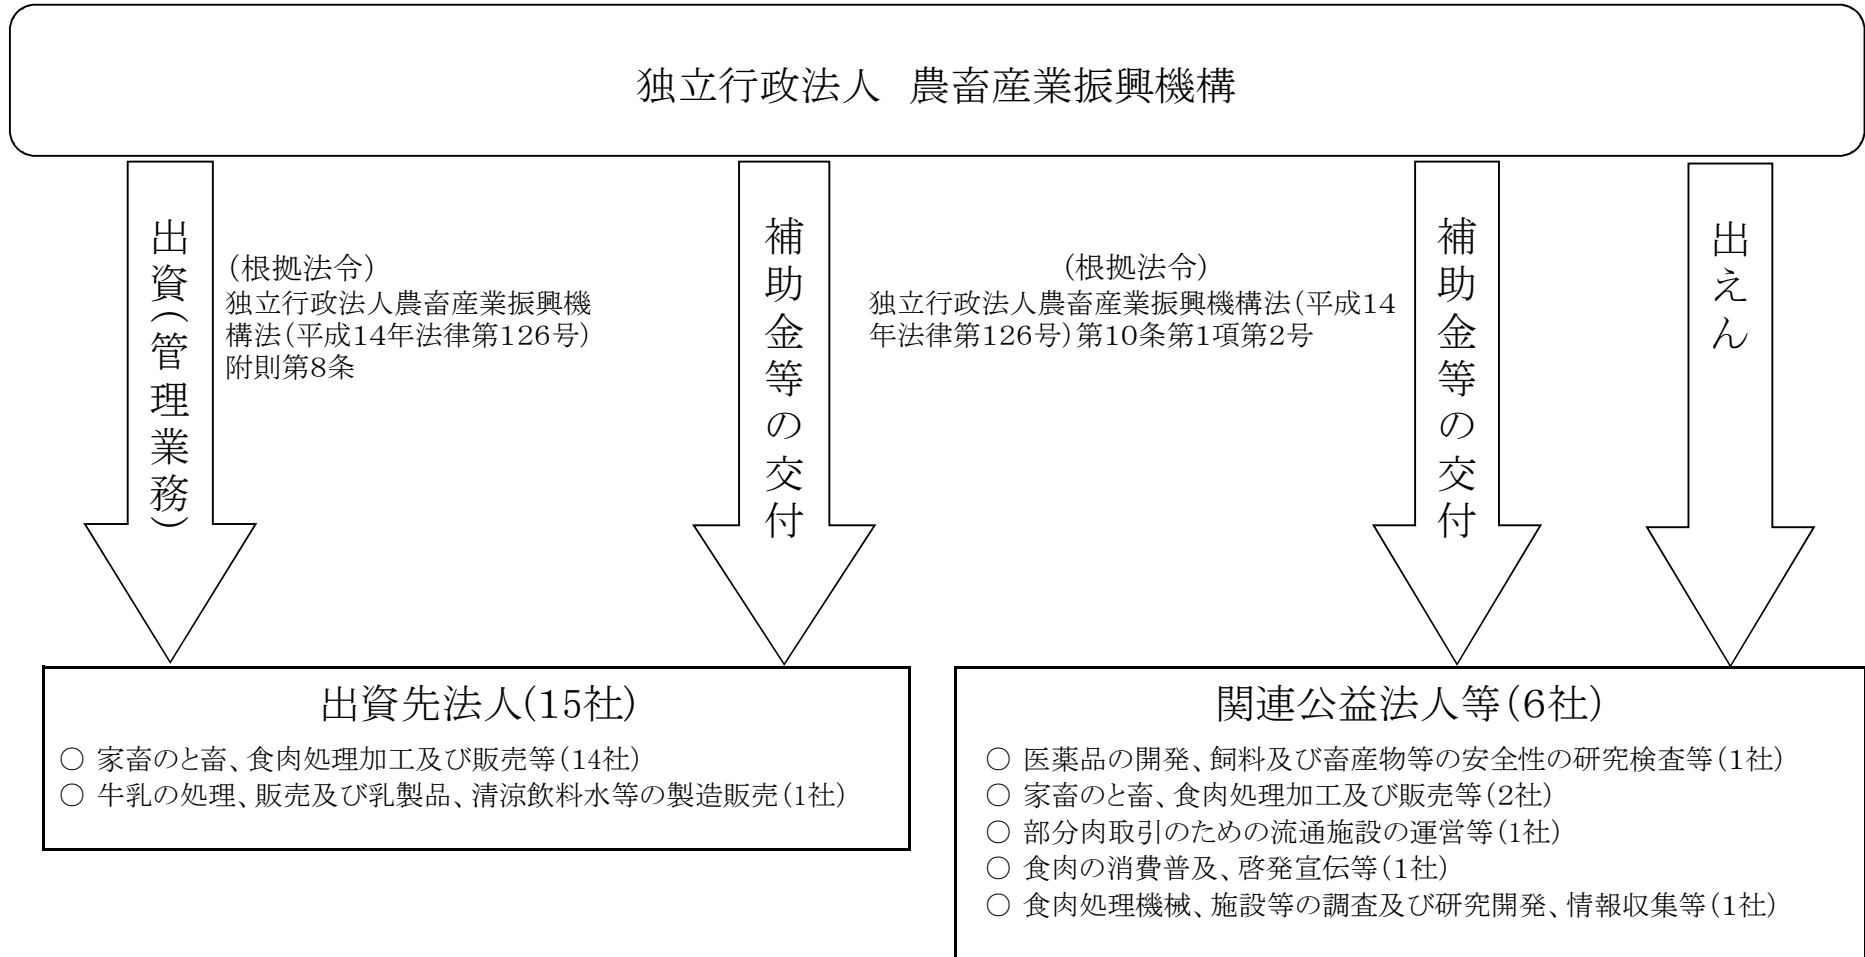 独立行政法人 農畜産業振興機構
出資(管理業務)
(根拠法令)
独立行政法人農畜産業振興機
構法(平成14年法律第126号)
附則第8条
補助金等の交付
(根拠法令)
独立行政法人農畜産業振興機構法(平成14
年法律第126号)第10条第1項第2号
補助金等の交付
出えん
出資先法人(15社)
○ 家畜のと畜、食肉処理加工及び販売等(14社)
○ 牛乳の処理、販売及び乳製品、清涼飲料水等の製造販売(1社)
関連公益法人等(6社)
○ 医薬品の開発、飼料及び畜産物等の安全性の研究検査等(1社)
○ 家畜のと畜、食肉処理加工及び販売等(2社)
○ 部分肉取引のための流通施設の運営等(1社)
○ 食肉の消費普及、啓発宣伝等(1社)
○ 食肉処理機械、施設等の調査及び研究開発、情報収集等(1社)